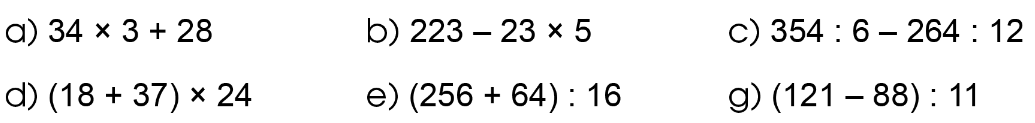 a) 34 × 3 + 28 b) 223 – 23 × 5 c) 354 : 6 – 264 : 12
d) (18 + 37) × 24 e) (256 + 64) : 16 g) (121 – 88) : 11